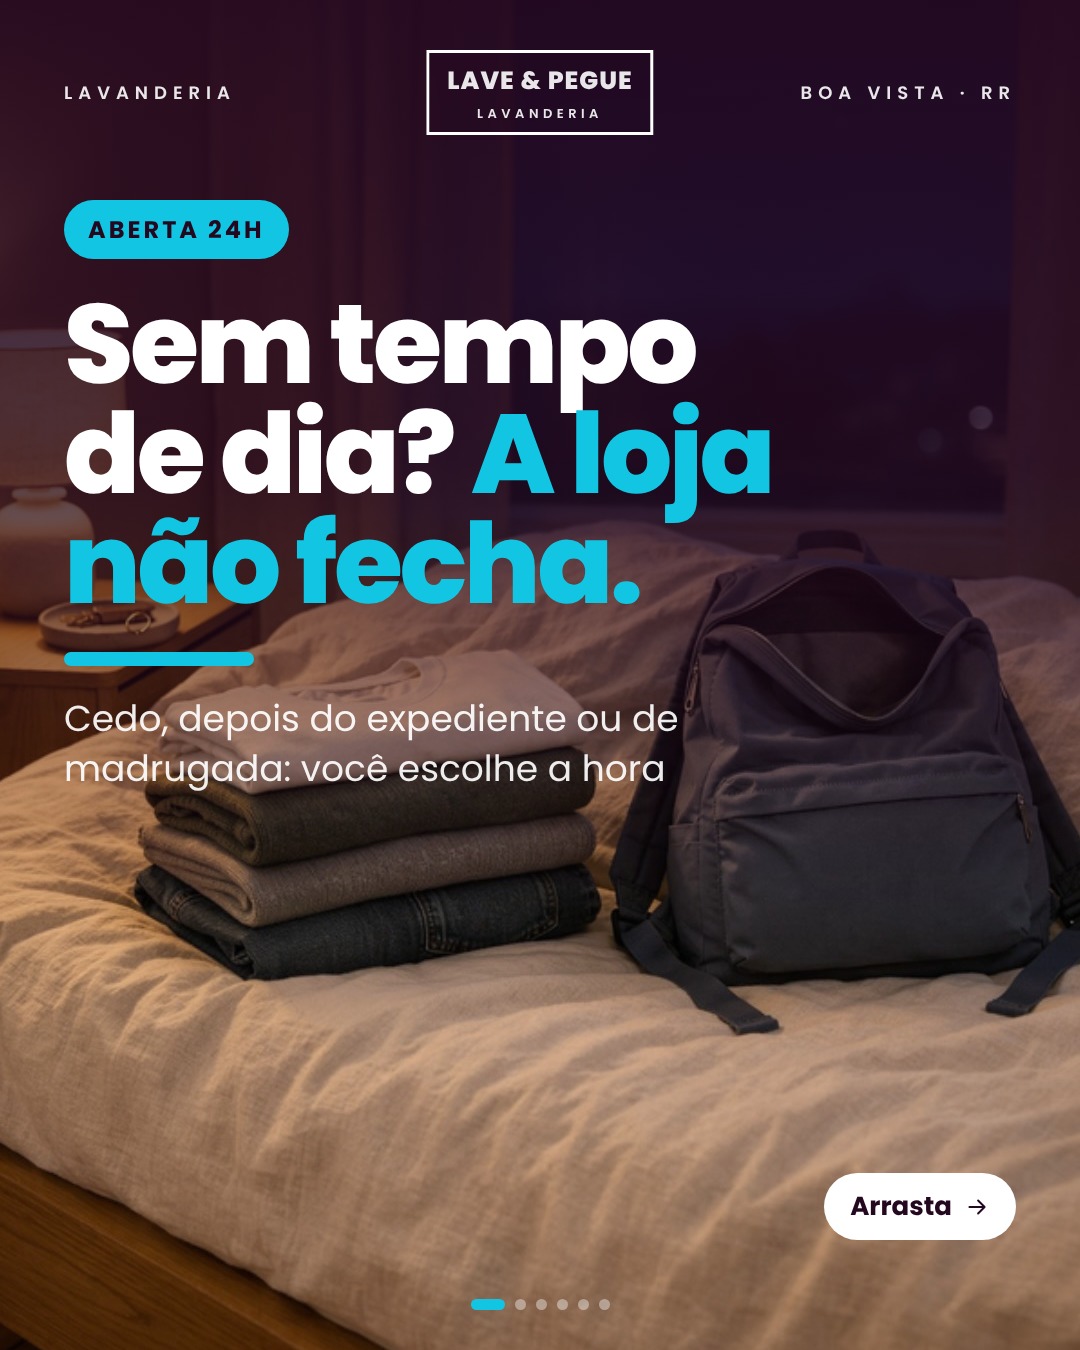 LAVANDERIA
LAVE & PEGUE
LAVANDERIA
BOA VISTA · RR
ABERTA 24H
Sem tempo
de dia? A loja
não fecha.
Cedo, depois do expediente ou de
madrugada: você escolhe a hora
Arrasta →